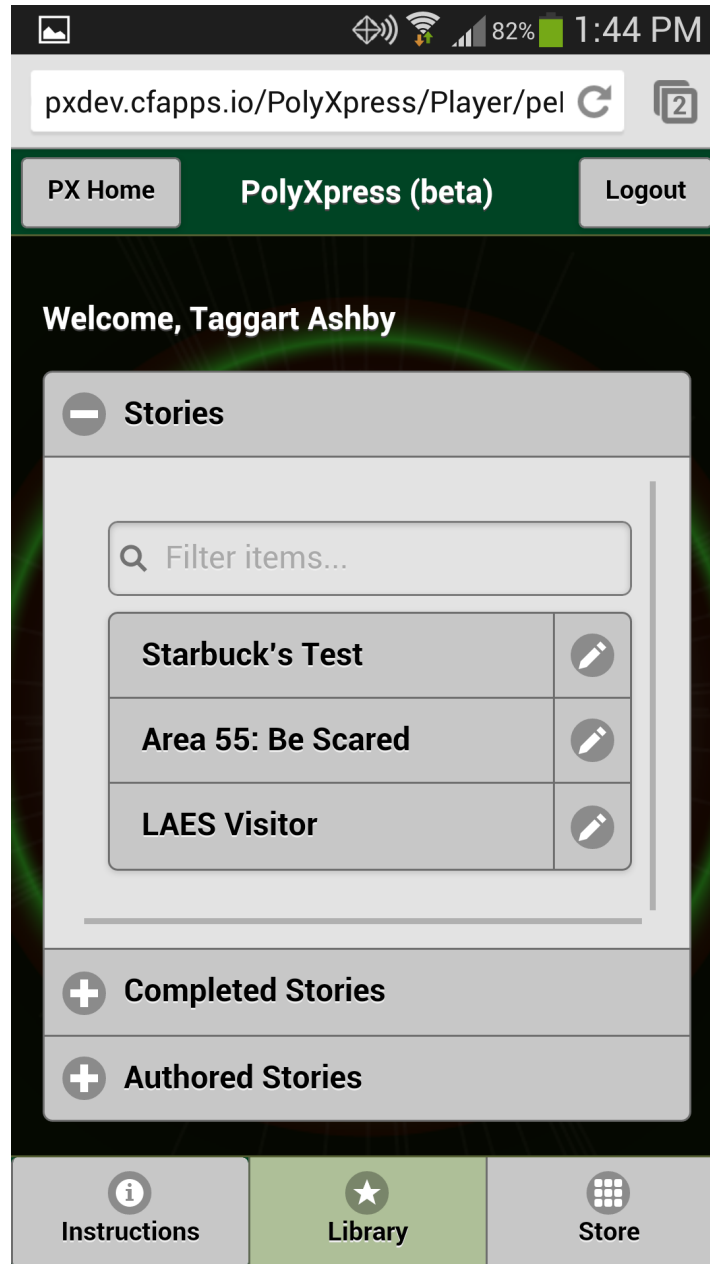 82% 1:44 PM
pxdev.cfapps.io/PolyXpress/Player/pel 2
PX Home PolyXpress (beta) Logout
Welcome, Taggart Ashby
Stories
Filter items...
Starbuck's Test
Area 55: Be Scared
LAES Visitor
Completed Stories
Authored Stories
Instructions Library Store